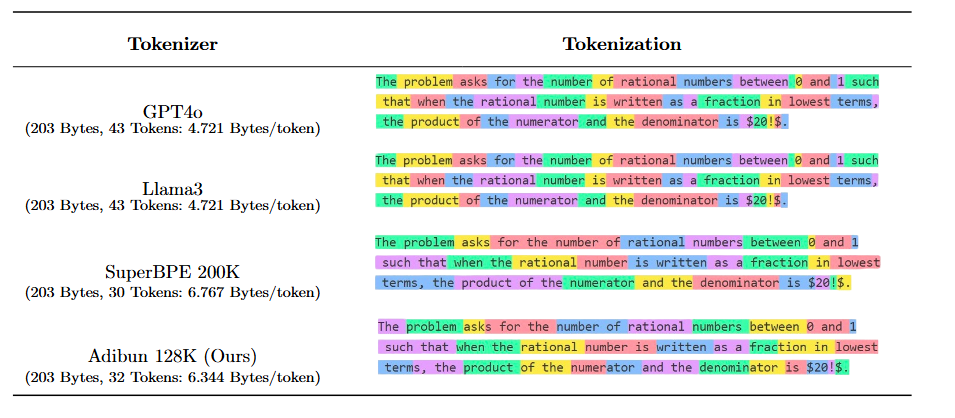 Tokenizer Tokenization
GPT4o
(203 Bytes, 43 Tokens: 4.721 Bytes/token)
The problem asks for the number of rational numbers between 0 and 1 such
that when the rational number is written as a fraction in lowest terms,
the product of the numerator and the denominator is $20!$.
Llama3
(203 Bytes, 43 Tokens: 4.721 Bytes/token)
The problem asks for the number of rational numbers between 0 and 1 such
that when the rational number is written as a fraction in lowest terms,
the product of the numerator and the denominator is $20!$.
SuperBPE 200K
(203 Bytes, 30 Tokens: 6.767 Bytes/token)
The problem asks for the number of rational numbers between 0 and 1
such that when the rational number is written as a fraction in lowest
terms, the product of the numerator and the denominator is $20!$.
Adibun 128K (Ours)
(203 Bytes, 32 Tokens: 6.344 Bytes/token)
The problem asks for the number of rational numbers between 0 and 1
such that when the rational number is written as a fraction in lowest
terms, the product of the numerator and the denominator is $20!$.